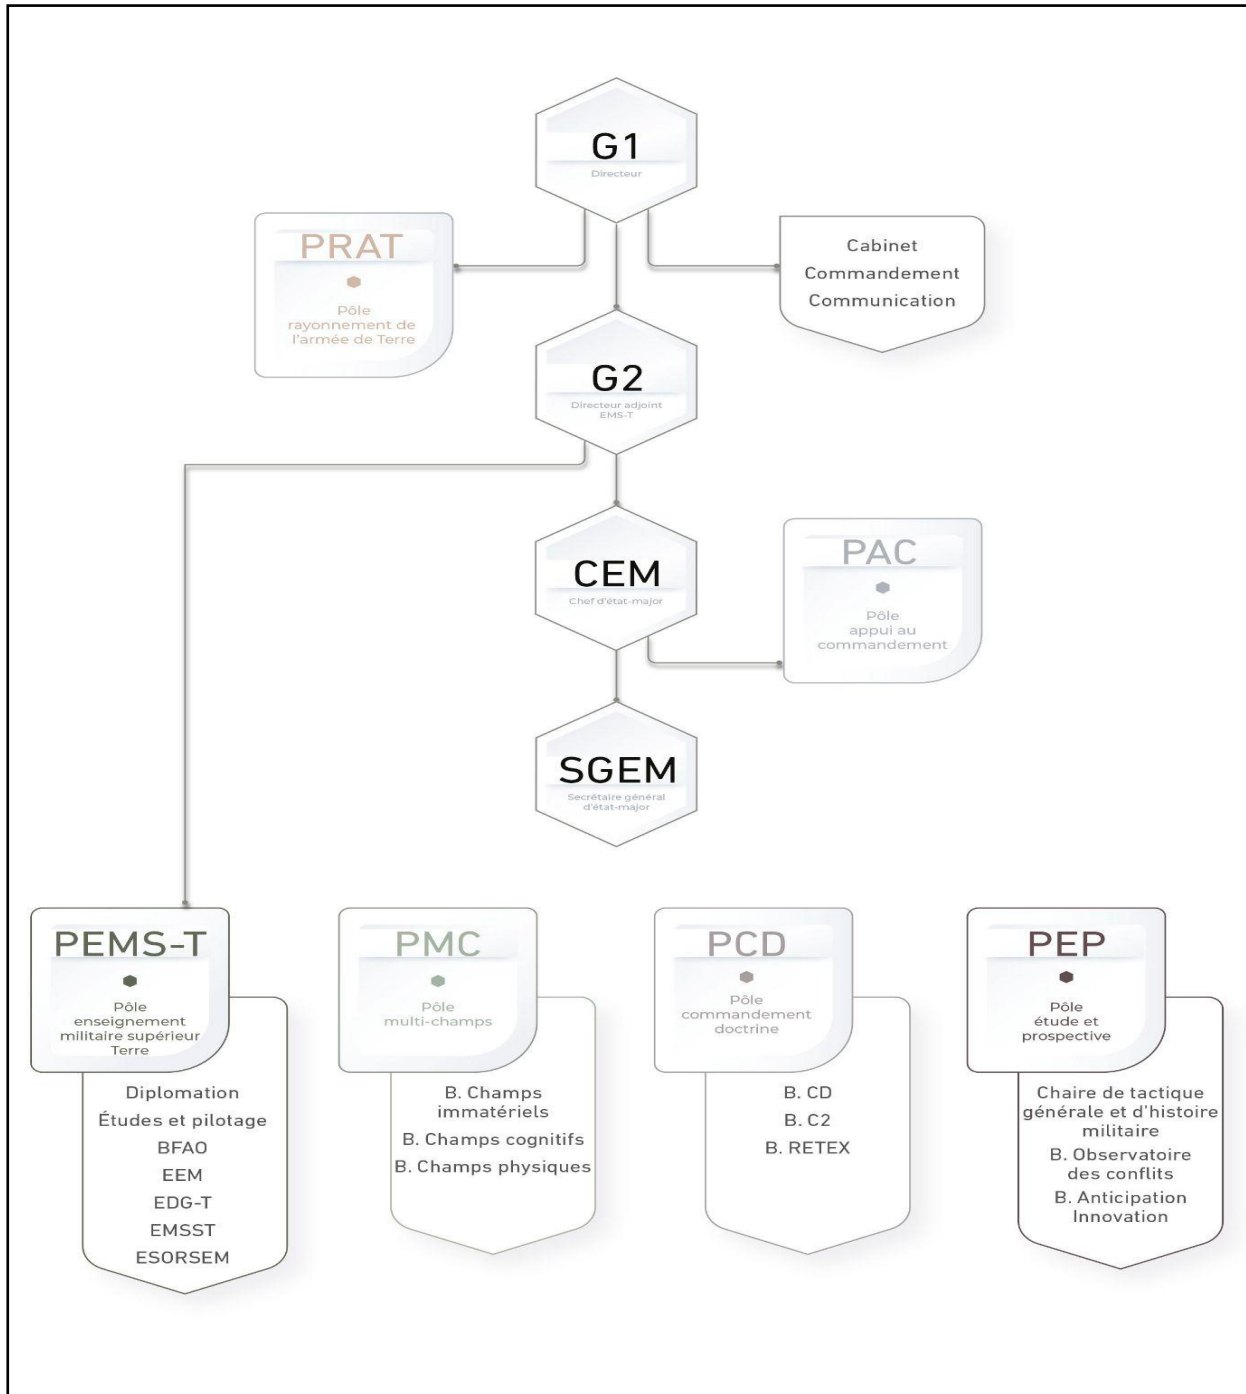 G1
Directeur
PRAT
Pôle
rayonnement de
l'armée de Terre
Cabinet
Commandement
Communication
G2
Directeur adjoint
EMS-T
CEM
Chef d'état-major
PAC
Pôle
appui au
commandement
SGEM
Secrétaire général
d'état-major
PEMS-T
Pôle
enseignement
militaire supérieur
Terre
Diplomation
Études et pilotage
BFAO
EEM
EDG-T
EMSST
ESORSEM
PMC
Pôle
multi-champs
B. Champs
immatériels
B. Champs cognitifs
B. Champs physiques
PCD
Pôle
commandement
doctrine
B. CD
B. C2
B. RETEX
PEP
Pôle
étude et
prospective
Chaire de tactique
générale et d'histoire
militaire
B. Observatoire
des conflits
B. Anticipation
Innovation